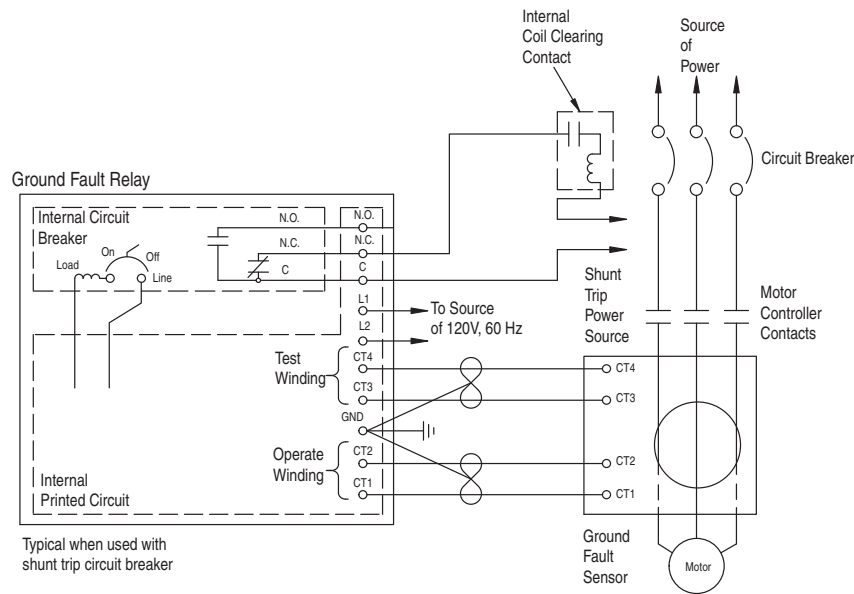 Internal
Coil Clearing
Contact
Source
of
Power
Circuit Breaker
Ground Fault Relay
Internal Circuit
Breaker
On
Off
Load
Line
N.O.
N.C.
C
N.O.
N.C.
C
L1
L2
To Source
of 120V, 60 Hz
Shunt
Trip
Power
Source
Motor
Controller
Contacts
Test
Winding
CT4
CT3
GND
Operate
Winding
CT2
CT1
CT4
CT3
CT2
CT1
Internal
Printed Circuit
Ground
Fault
Sensor
Motor
Typical when used with
shunt trip circuit breaker